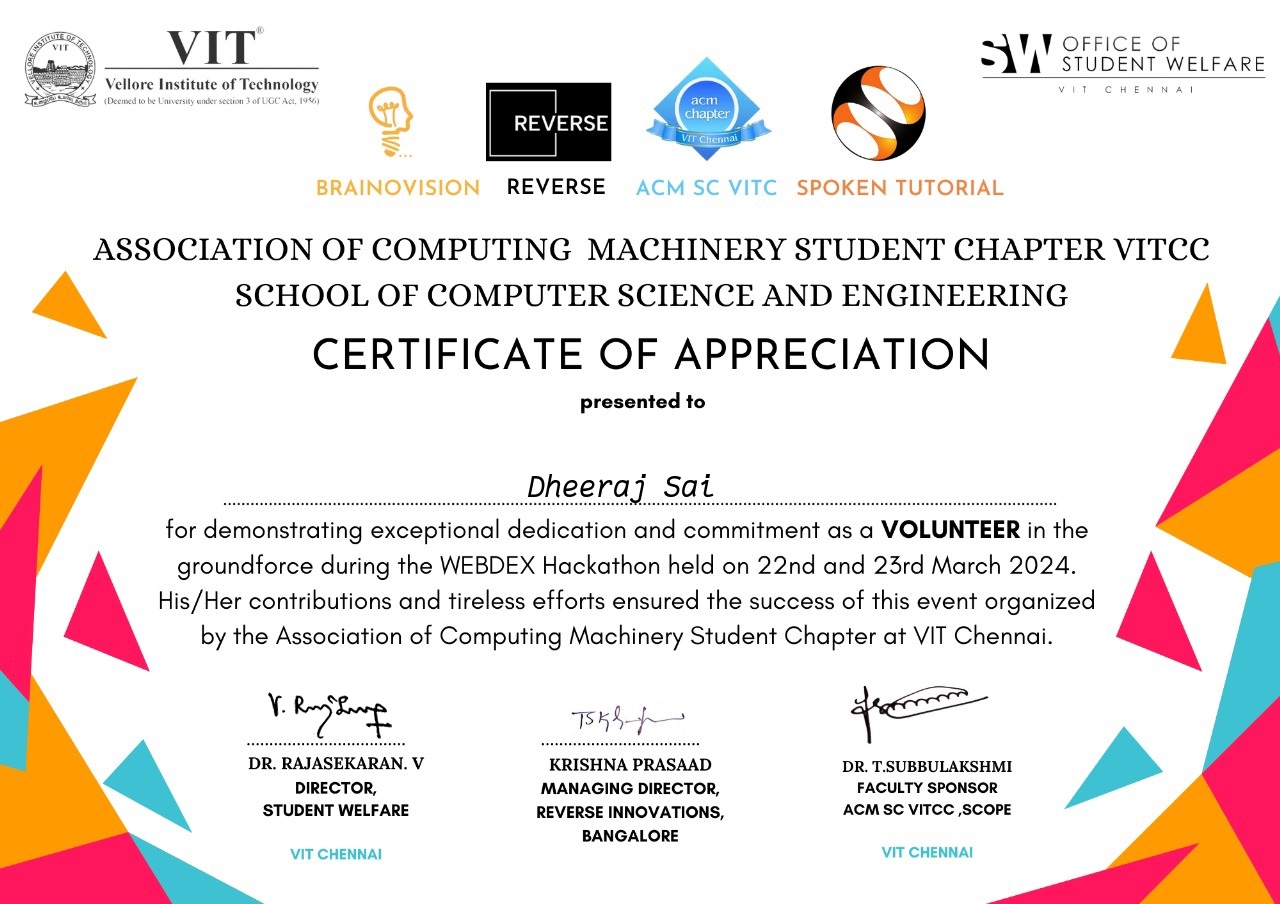 VIT®
Vellore Institute of Technology
(Deemed to be University under section 3 of UGC Act, 1956)
VELLORE INSTITUTE OF TECHNOLOGY
VIT
SW OFFICE OF
STUDENT WELFARE
VIT CHENNAI
REVERSE
acm
chapter
VIT Chennai
BRAINOVISION REVERSE ACM SC VITC SPOKEN TUTORIAL
ASSOCIATION OF COMPUTING MACHINERY STUDENT CHAPTER VITCC
SCHOOL OF COMPUTER SCIENCE AND ENGINEERING
CERTIFICATE OF APPRECIATION
presented to
Dheeraj Sai
for demonstrating exceptional dedication and commitment as a VOLUNTEER in the
groundforce during the WEBDEX Hackathon held on 22nd and 23rd March 2024.
His/Her contributions and tireless efforts ensured the success of this event organized
by the Association of Computing Machinery Student Chapter at VIT Chennai.
DR. RAJASEKARAN. V
DIRECTOR,
STUDENT WELFARE
VIT CHENNAI
KRISHNA PRASAAD
MANAGING DIRECTOR,
REVERSE INNOVATIONS,
BANGALORE
DR. T.SUBBULAKSHMI
FACULTY SPONSOR
ACM SC VITCC ,SCOPE
VIT CHENNAI